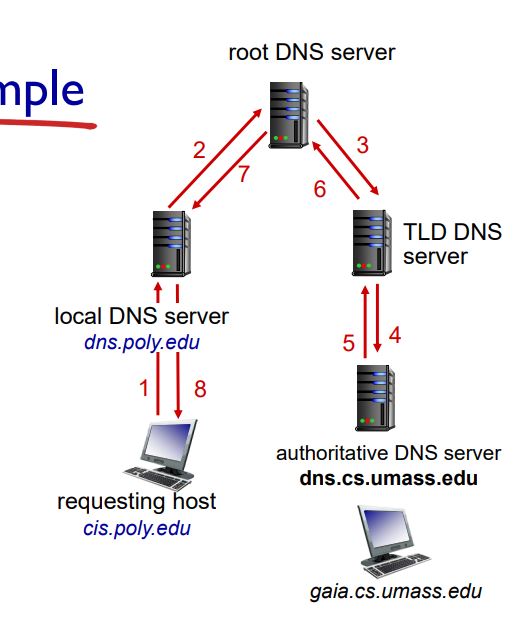 root DNS server
mple
2
3
7
6
TLD DNS
server
local DNS server
dns.poly.edu
5
4
1
8
authoritative DNS server
dns.cs.umass.edu
requesting host
cis.poly.edu
gaia.cs.umass.edu